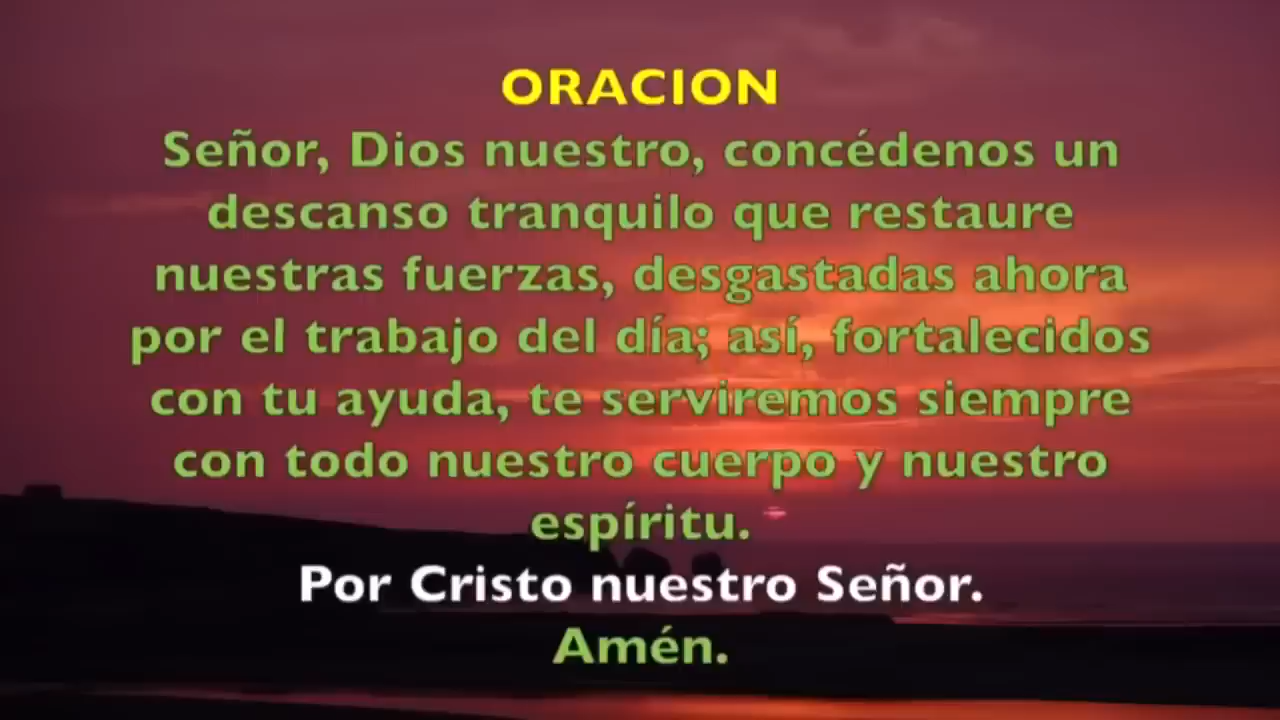 ORACION
Señor, Dios nuestro, concédenos un
descanso tranquilo que restaure
nuestras fuerzas, desgastadas ahora
por el trabajo del día; así, fortalecidos
con tu ayuda, te serviremos siempre
con todo nuestro cuerpo y nuestro
espíritu.
Por Cristo nuestro Señor.
Amén.